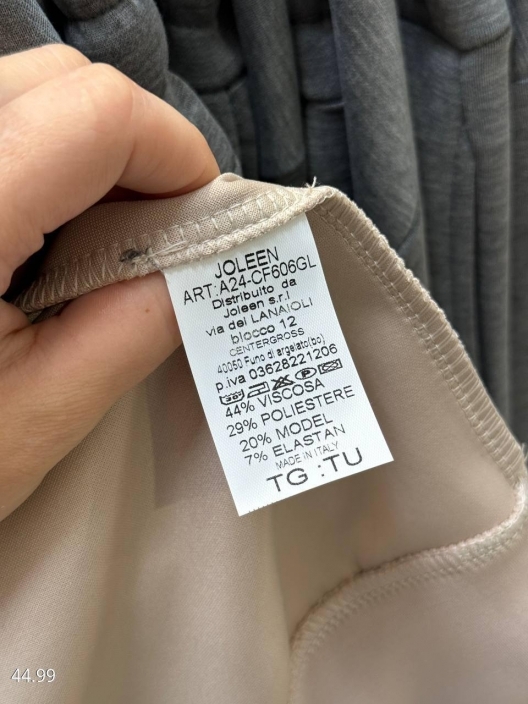 JOLEEN
ART:A24-CF606GL
Distribuito da
Joleen s.r.l
via dei LANAIOLI
blocco 12
CENTERGROSS
40050 Funo di argelato(bo)
p.iva 03628221206
30° P
44% VISCOSA
29% POLIESTERE
20% MODEL
7% ELASTAN
MADE IN ITALY
TG :TU
44.99